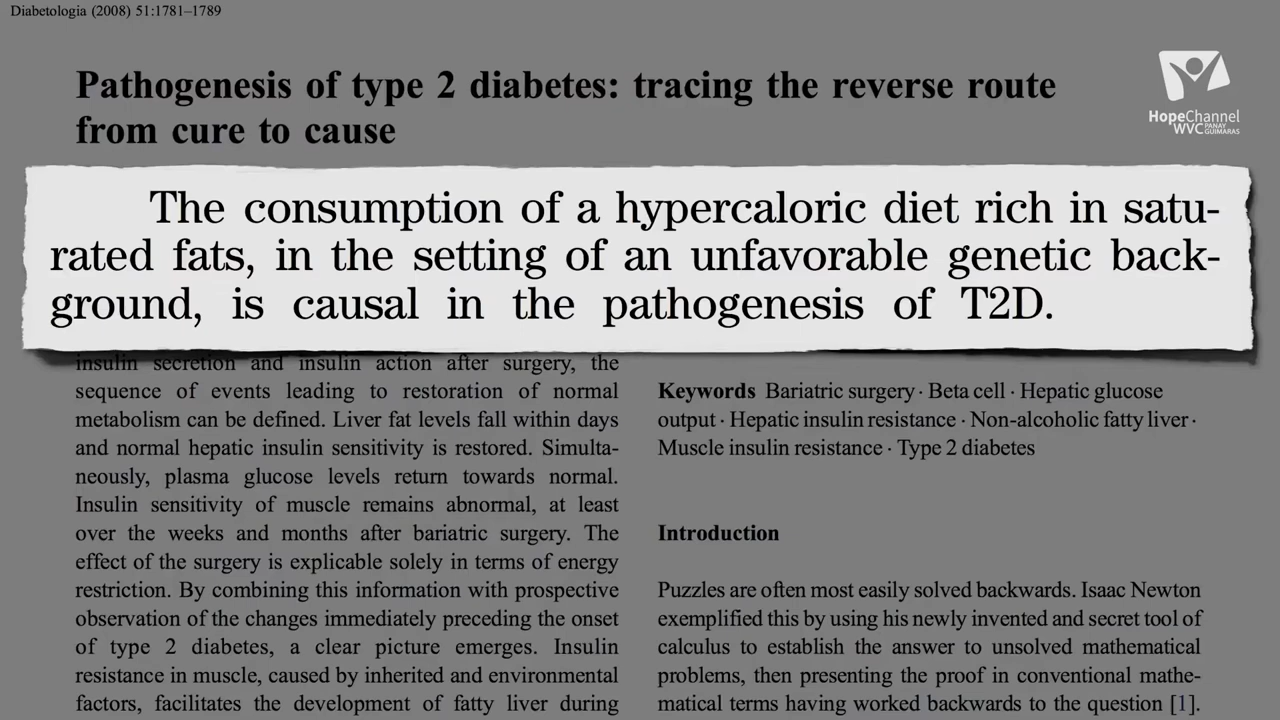 Diabetologia (2008) 51:1781–1789
Pathogenesis of type 2 diabetes: tracing the reverse route
from cure to cause
HopeChannel
WVC PANAY
GUIMARAS
The consumption of a hypercaloric diet rich in satu-
rated fats, in the setting of an unfavorable genetic back-
ground, is causal in the pathogenesis of T2D.
insulin secretion and insulin action after surgery, the
sequence of events leading to restoration of normal
metabolism can be defined. Liver fat levels fall within days
and normal hepatic insulin sensitivity is restored. Simulta-
neously, plasma glucose levels return towards normal.
Insulin sensitivity of muscle remains abnormal, at least
over the weeks and months after bariatric surgery. The
effect of the surgery is explicable solely in terms of energy
restriction. By combining this information with prospective
observation of the changes immediately preceding the onset
of type 2 diabetes, a clear picture emerges. Insulin
resistance in muscle, caused by inherited and environmental
factors, facilitates the development of fatty liver during
Keywords Bariatric surgery · Beta cell · Hepatic glucose
output · Hepatic insulin resistance · Non-alcoholic fatty liver ·
Muscle insulin resistance · Type 2 diabetes
Introduction
Puzzles are often most easily solved backwards. Isaac Newton
exemplified this by using his newly invented and secret tool of
calculus to establish the answer to unsolved mathematical
problems, then presenting the proof in conventional mathe-
matical terms having worked backwards to the question [1].